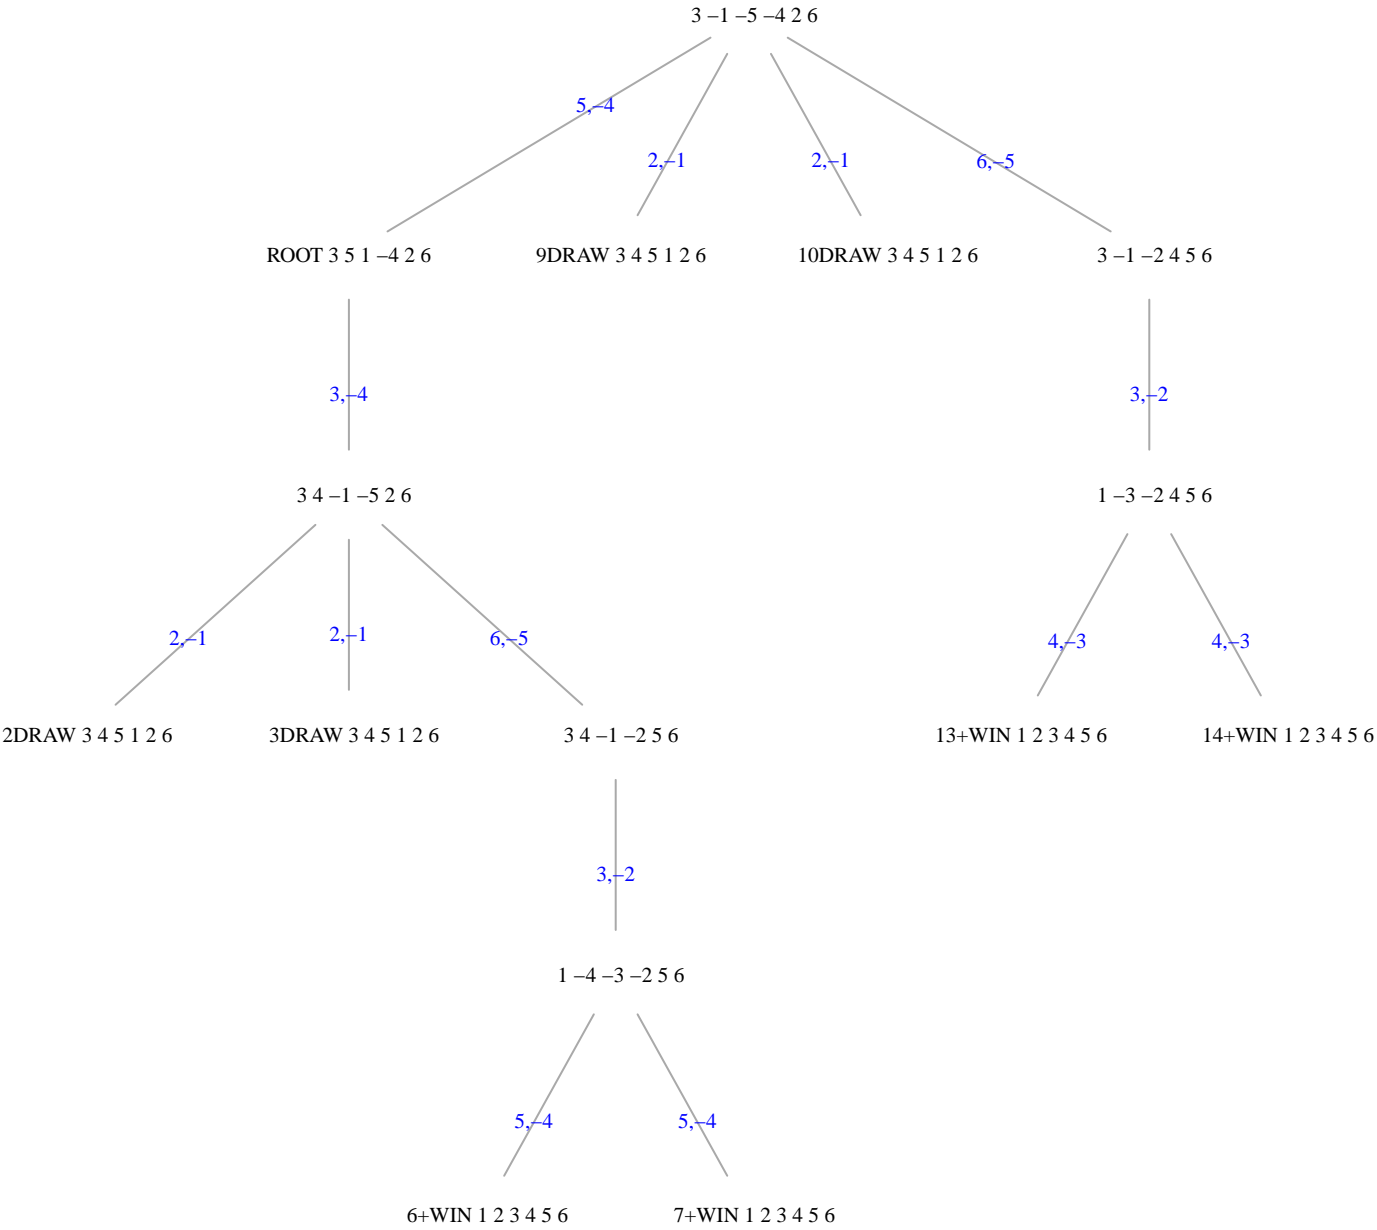 3 –1 –5 –4 2 6
5,–4
2,–1
2,–1
6,–5
ROOT 3 5 1 –4 2 6
9DRAW 3 4 5 1 2 6
10DRAW 3 4 5 1 2 6
3 –1 –2 4 5 6
3,–4
3,–2
3 4 –1 –5 2 6
1 –3 –2 4 5 6
2,–1
2,–1
6,–5
4,–3
4,–3
2DRAW 3 4 5 1 2 6
3DRAW 3 4 5 1 2 6
3 4 –1 –2 5 6
13+WIN 1 2 3 4 5 6
14+WIN 1 2 3 4 5 6
3,–2
1 –4 –3 –2 5 6
5,–4
5,–4
6+WIN 1 2 3 4 5 6
7+WIN 1 2 3 4 5 6